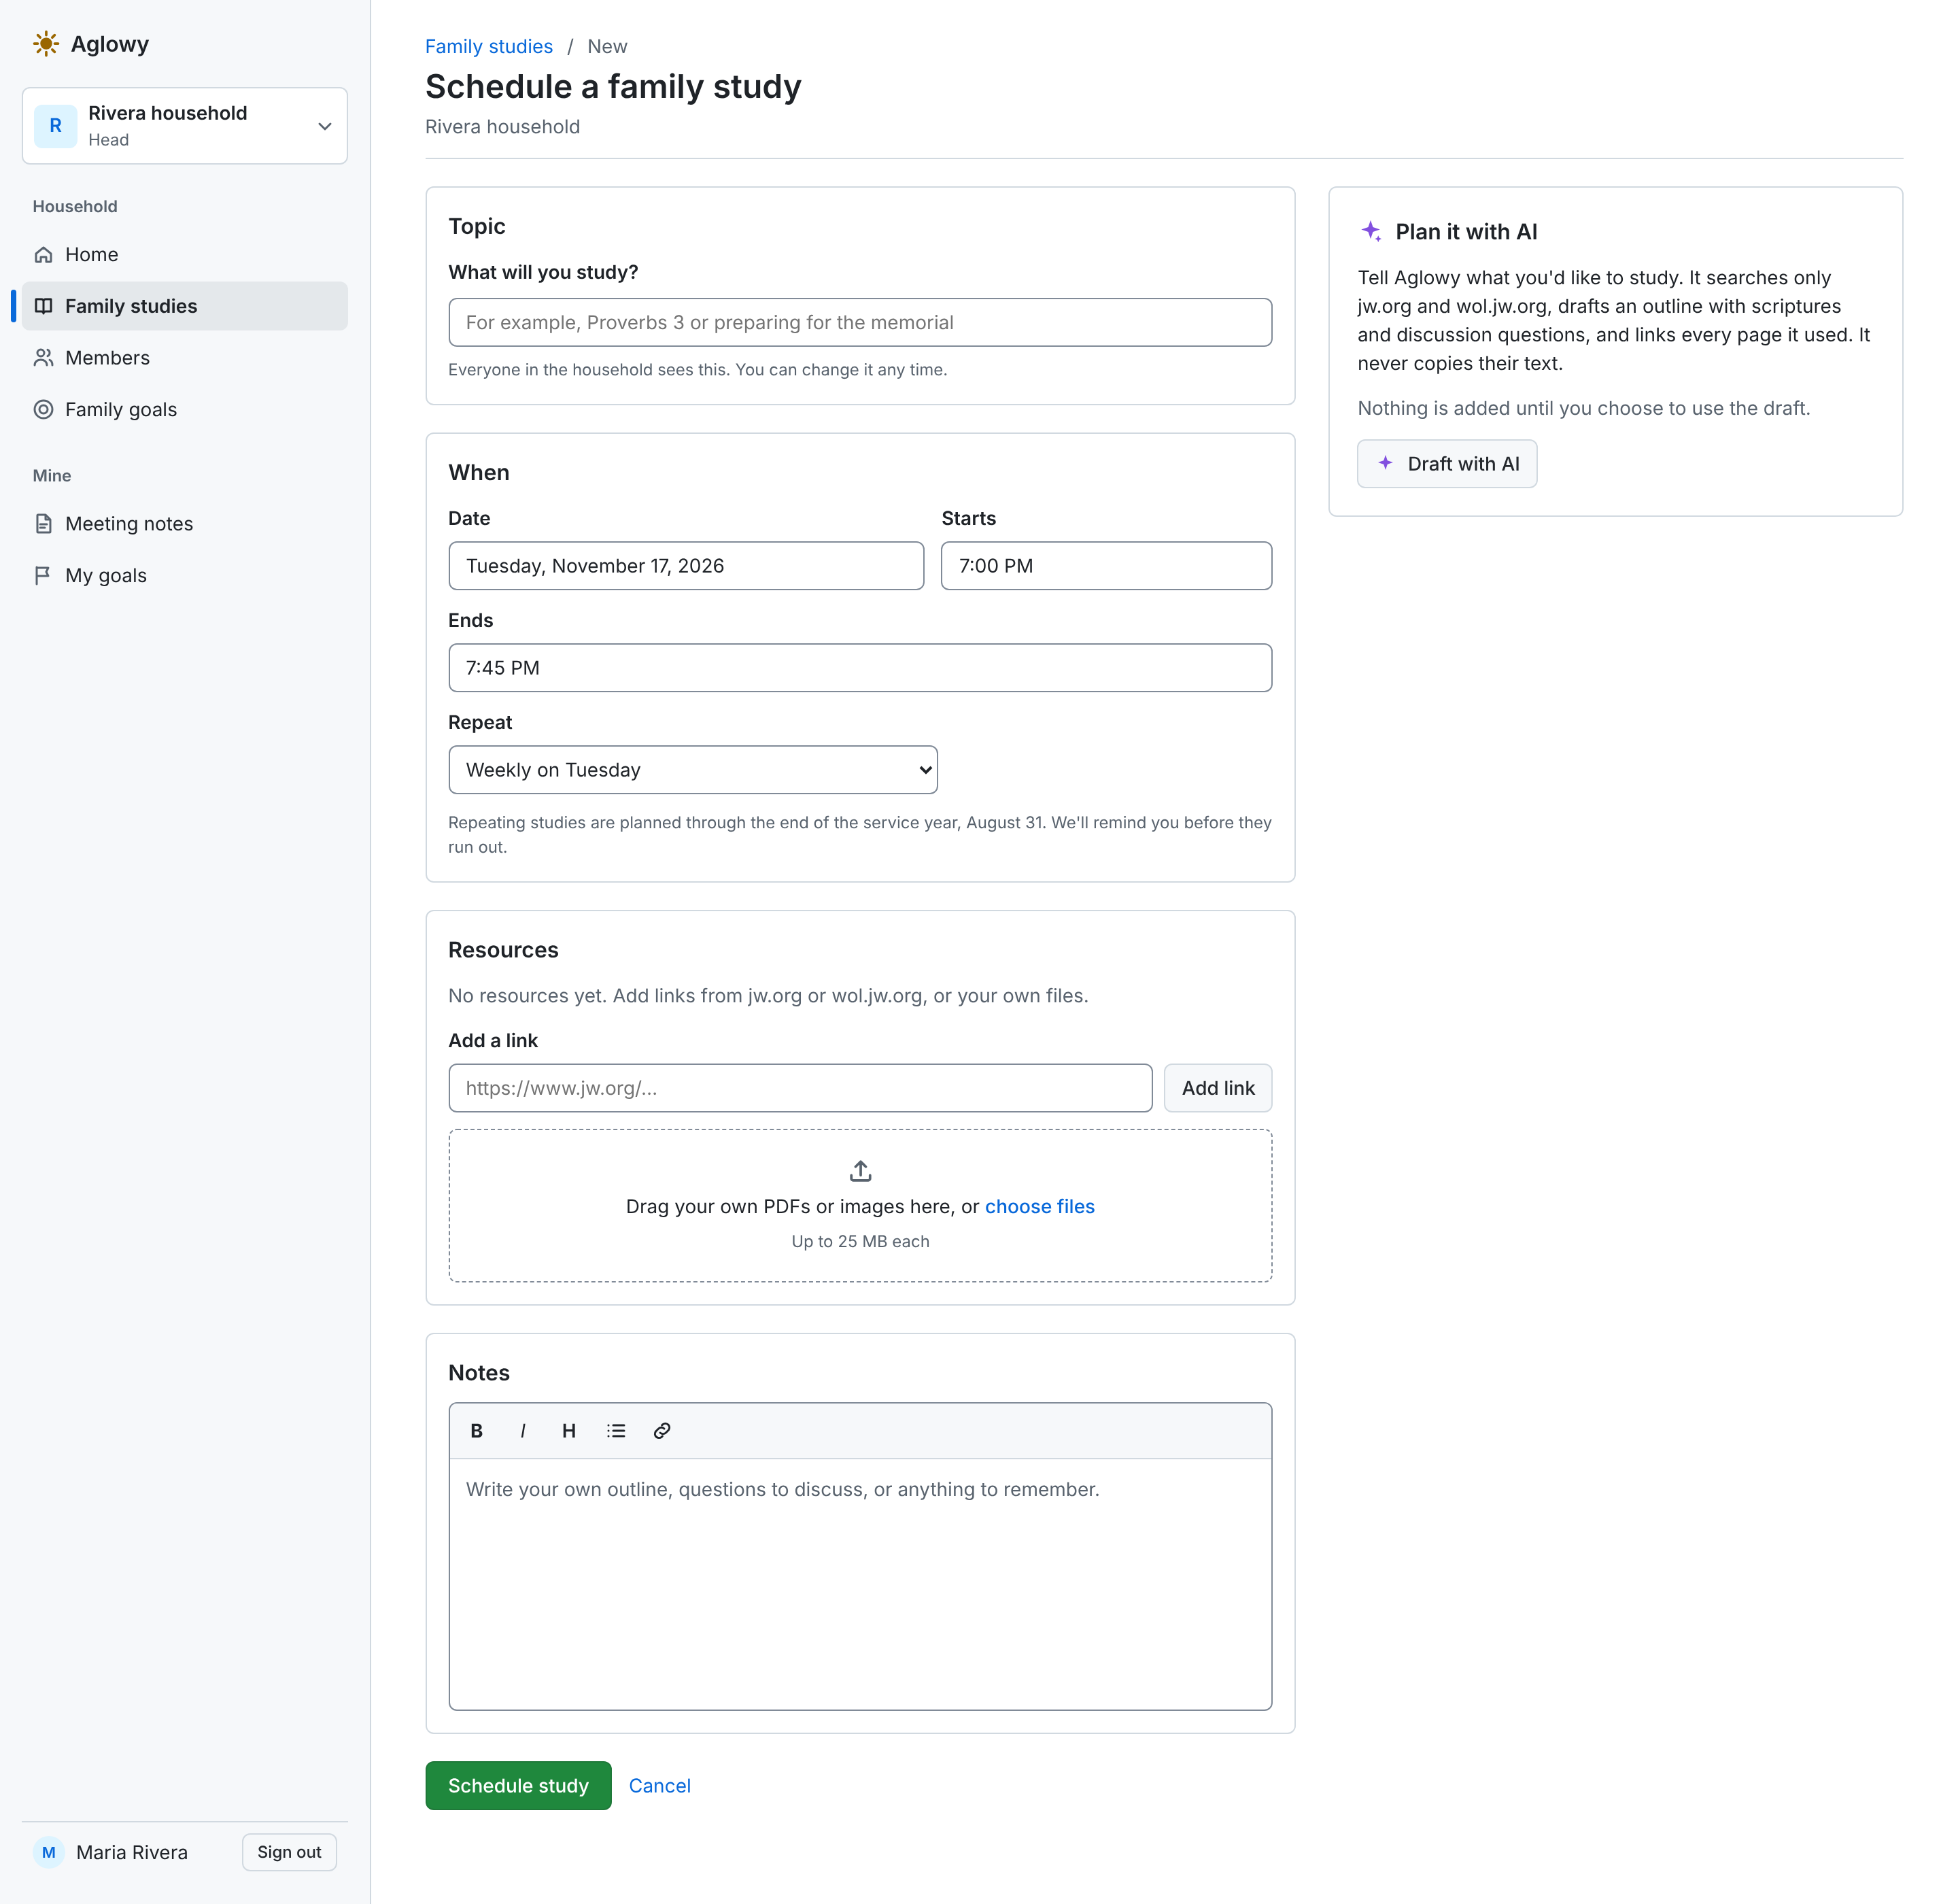 Aglowy
R
Rivera household
Head
Household
Home
Family studies
Members
Family goals
Mine
Meeting notes
My goals
M
Maria Rivera
Sign out
Family studies / New
Schedule a family study
Rivera household
Topic
What will you study?
For example, Proverbs 3 or preparing for the memorial
Everyone in the household sees this. You can change it any time.
When
Date
Starts
Tuesday, November 17, 2026
7:00 PM
Ends
7:45 PM
Repeat
Weekly on Tuesday
Repeating studies are planned through the end of the service year, August 31. We'll remind you before they
run out.
Resources
No resources yet. Add links from jw.org or wol.jw.org, or your own files.
Add a link
https://www.jw.org/...
Add link
Drag your own PDFs or images here, or choose files
Up to 25 MB each
Notes
B I H
Write your own outline, questions to discuss, or anything to remember.
Schedule study
Cancel
Plan it with AI
Tell Aglowy what you'd like to study. It searches only
jw.org and wol.jw.org, drafts an outline with scriptures
and discussion questions, and links every page it used. It
never copies their text.
Nothing is added until you choose to use the draft.
Draft with AI